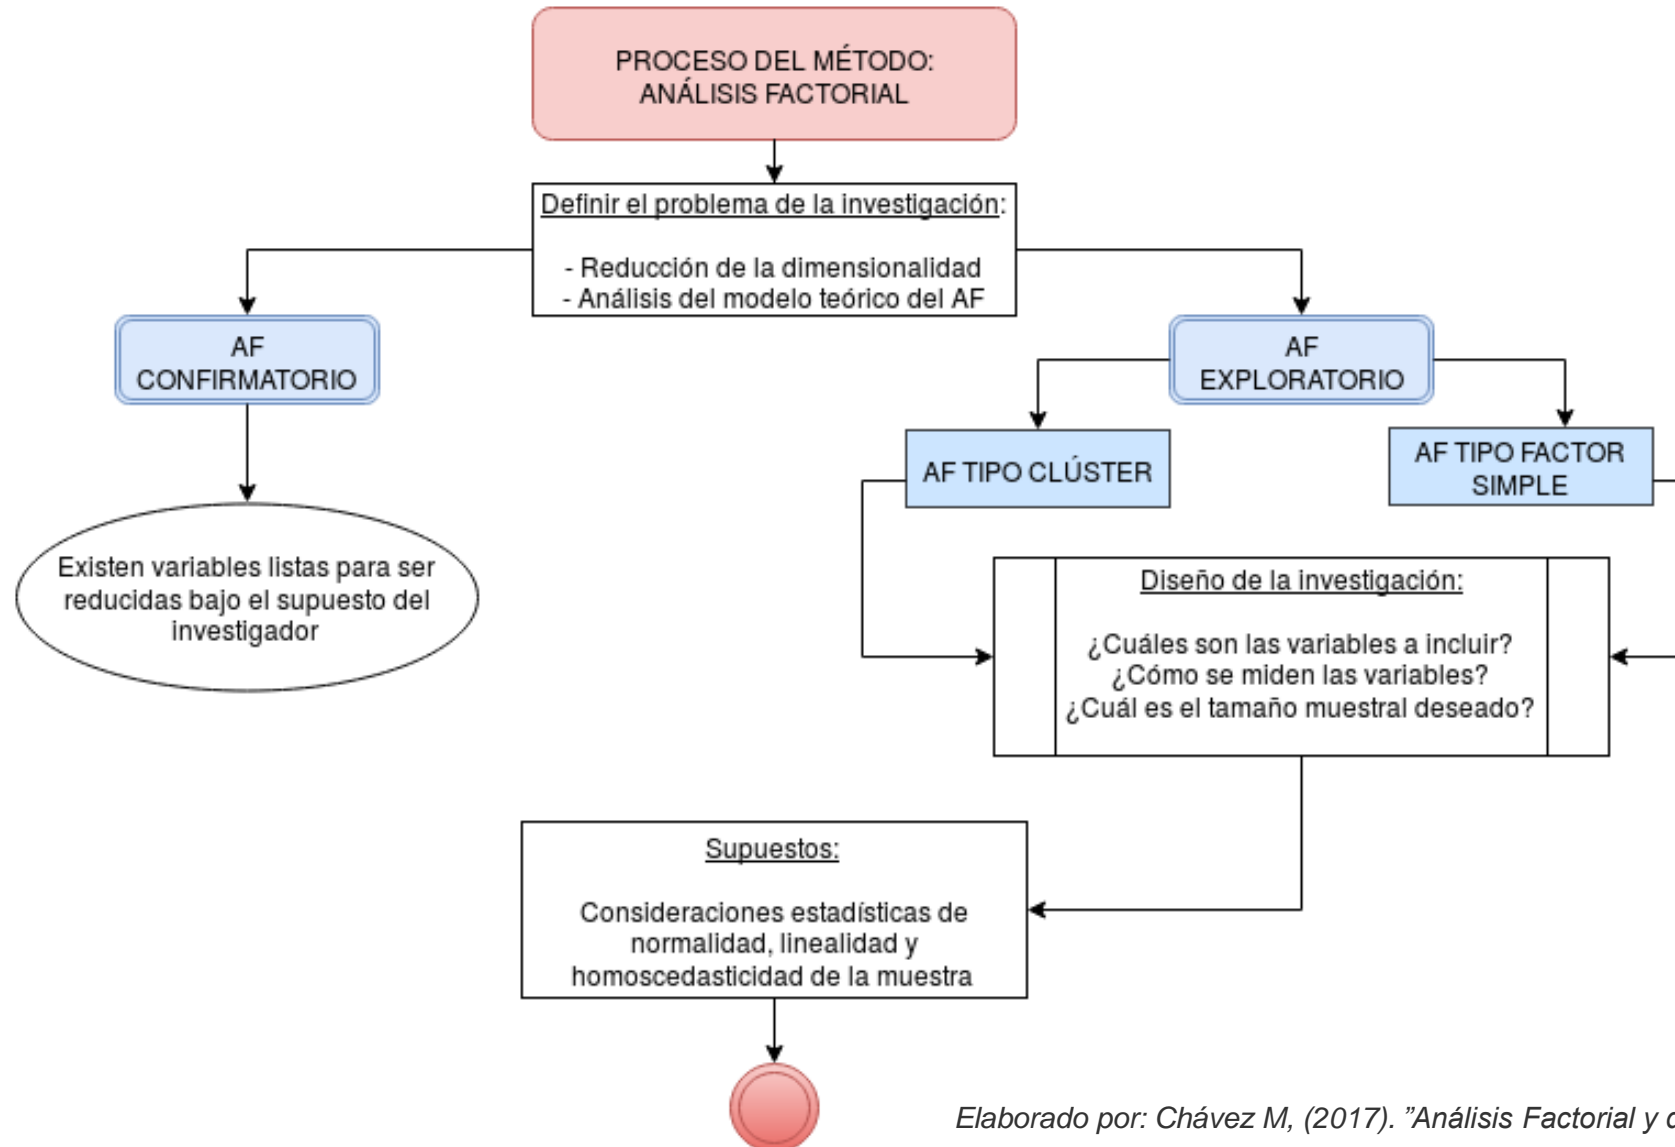 PROCESO DEL MÉTODO:
ANÁLISIS FACTORIAL
Definir el problema de la investigación:
- Reducción de la dimensionalidad
- Análisis del modelo teórico del AF
AF
CONFIRMATORIO
AF
EXPLORATORIO
AF TIPO CLÚSTER
AF TIPO FACTOR
SIMPLE
Existen variables listas para ser
reducidas bajo el supuesto del
investigador
Diseño de la investigación:
¿Cuáles son las variables a incluir?
¿Cómo se miden las variables?
¿Cuál es el tamaño muestral deseado?
Supuestos:
Consideraciones estadísticas de
normalidad, linealidad y
homoscedasticidad de la muestra
Elaborado por: Chávez M, (2017). ”Análisis Factorial y